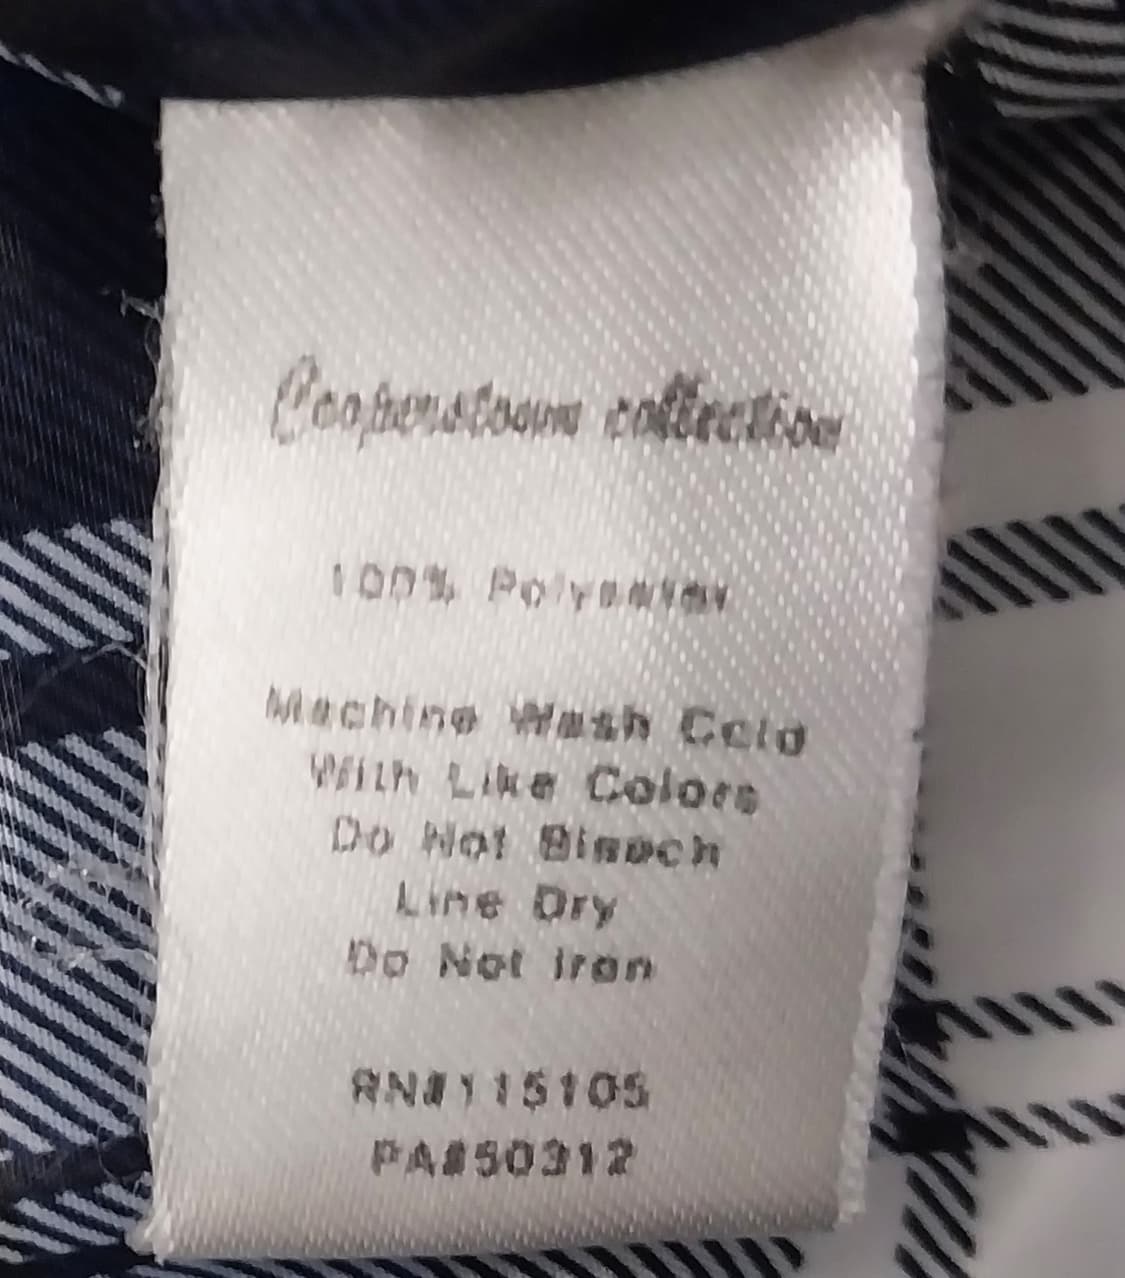 Cooperstown collection
100% Polyester
Machine Wash Cold
With Like Colors
Do Not Bleach
Line Dry
Do Not Iron
RN#115105
PA#50312